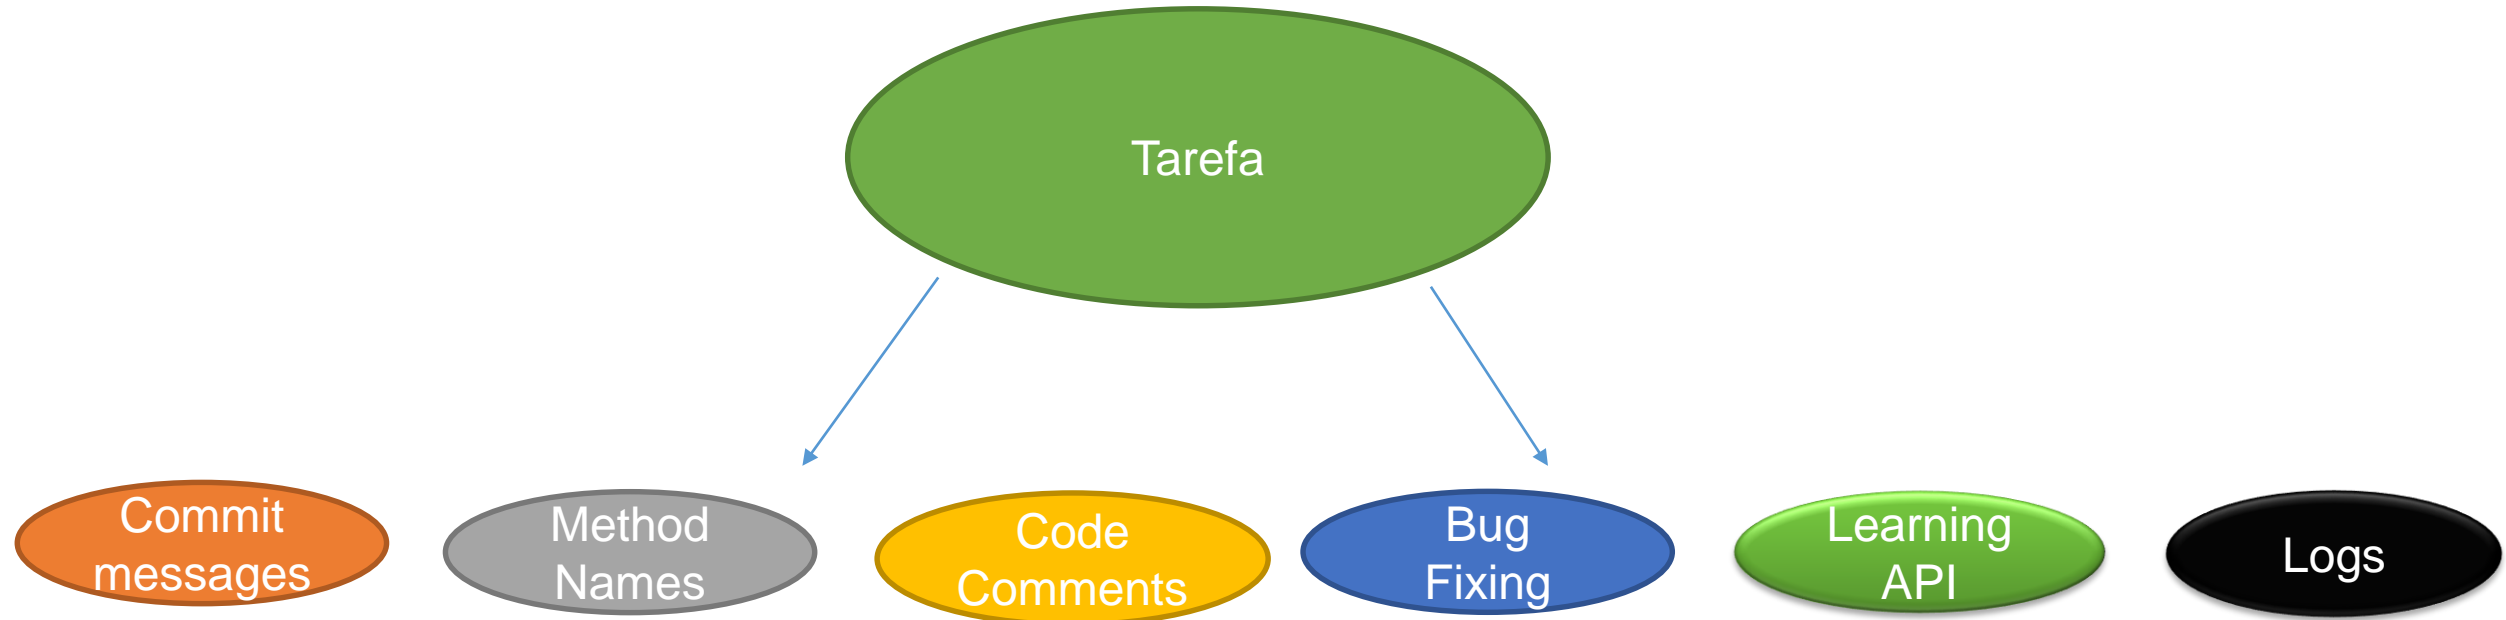 Tarefa
Commit
messages
Method
Names
Code
Comments
Bug
Fixing
Learning
API
Logs